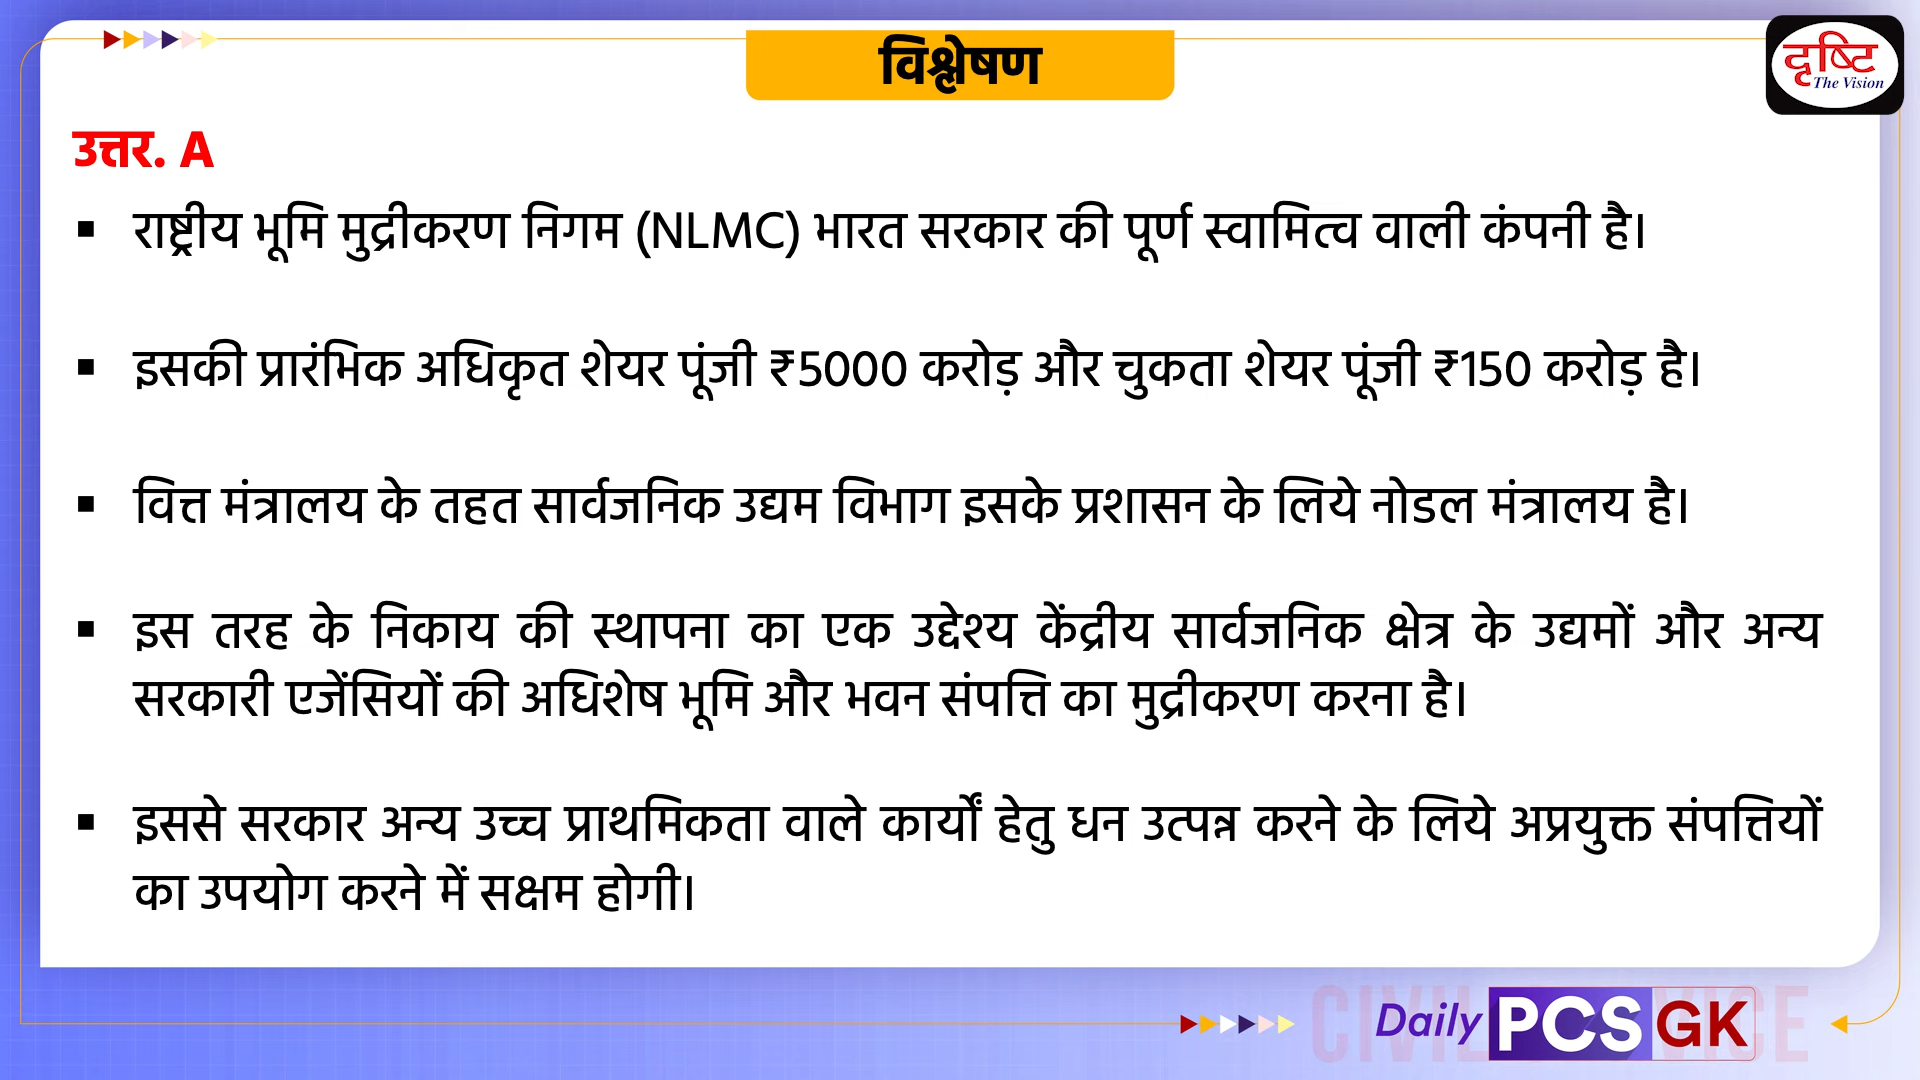 विश्लेषण
दृष्टि
The Vision
उत्तर. A
▪ राष्ट्रीय भूमि मुद्रीकरण निगम (NLMC) भारत सरकार की पूर्ण स्वामित्व वाली कंपनी है।
▪ इसकी प्रारंभिक अधिकृत शेयर पूंजी ₹5000 करोड़ और चुकता शेयर पूंजी ₹150 करोड़ है।
▪ वित्त मंत्रालय के तहत सार्वजनिक उद्यम विभाग इसके प्रशासन के लिये नोडल मंत्रालय है।
▪ इस तरह के निकाय की स्थापना का एक उद्देश्य केंद्रीय सार्वजनिक क्षेत्र के उद्यमों और अन्य
सरकारी एजेंसियों की अधिशेष भूमि और भवन संपत्ति का मुद्रीकरण करना है।
▪ इससे सरकार अन्य उच्च प्राथमिकता वाले कार्यों हेतु धन उत्पन्न करने के लिये अप्रयुक्त संपत्तियों
का उपयोग करने में सक्षम होगी।
Daily PCS GK